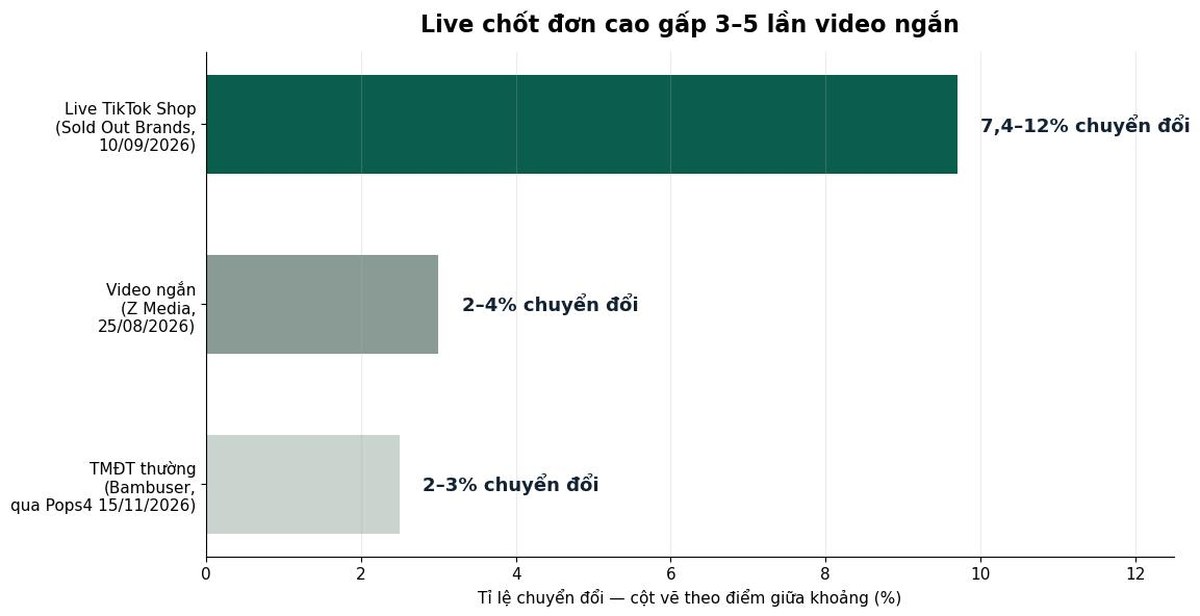 Live chốt đơn cao gấp 3–5 lần video ngắn
Live TikTok Shop
(Sold Out Brands,
10/09/2026)
7,4–12% chuyển đổi
Video ngắn
(Z Media,
25/08/2026)
2–4% chuyển đổi
TMĐT thường
(Bambuser,
qua Pops4 15/11/2026)
2–3% chuyển đổi
0 2 4 6 8 10 12
Tỉ lệ chuyển đổi — cột vẽ theo điểm giữa khoảng (%)